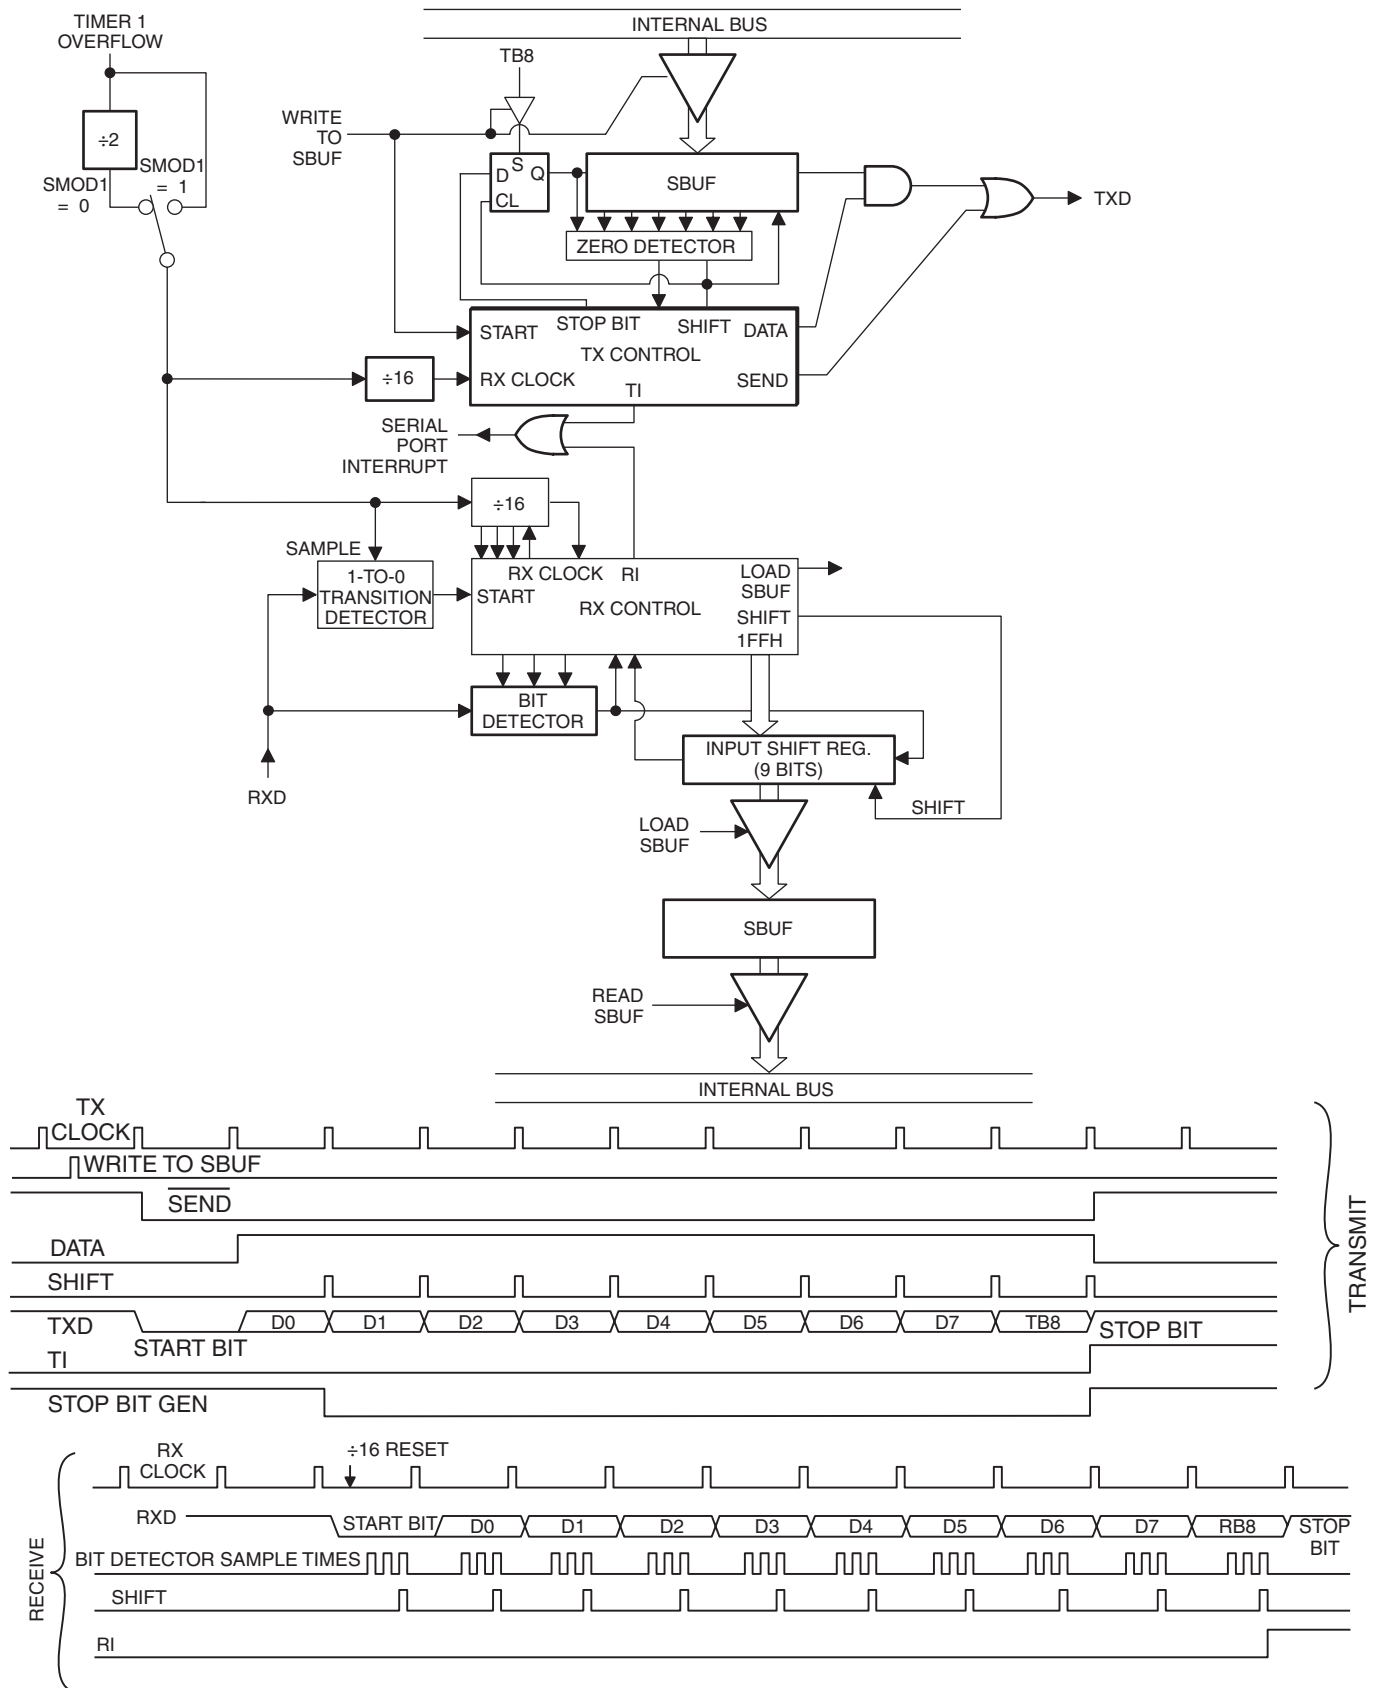 TIMER 1
OVERFLOW
INTERNAL BUS
TB8
WRITE
TO
SBUF
÷2
SMOD1
= 1
SMOD1
= 0
S
D
Q
CL
SBUF
TXD
ZERO DETECTOR
START
STOP BIT
SHIFT
DATA
TX CONTROL
÷16
RX CLOCK
SEND
TI
SERIAL
PORT
INTERRUPT
÷16
SAMPLE
1-TO-0
TRANSITION
DETECTOR
RX CLOCK
RI
LOAD
SBUF
START
RX CONTROL
SHIFT
1FFH
BIT
DETECTOR
INPUT SHIFT REG.
(9 BITS)
RXD
SHIFT
LOAD
SBUF
SBUF
READ
SBUF
INTERNAL BUS
TX
CLOCK
WRITE TO SBUF
SEND
DATA
SHIFT
TXD
START BIT
D0
D1
D2
D3
D4
D5
D6
D7
TB8
STOP BIT
TI
STOP BIT GEN
TRANSMIT
RX
CLOCK
÷16 RESET
RXD
START BIT
D0
D1
D2
D3
D4
D5
D6
D7
RB8
STOP
BIT
BIT DETECTOR SAMPLE TIMES
SHIFT
RI
RECEIVE